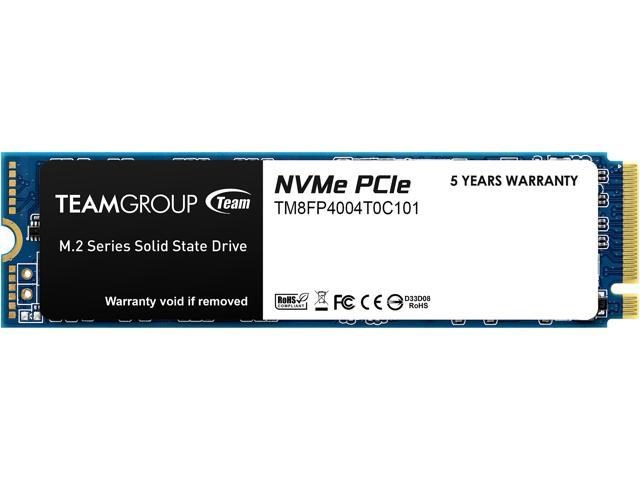 TEAMGROUP Team
M.2 Series Solid State Drive
Warranty void if removed
NVMe PCIe
5 YEARS WARRANTY
TM8FP4004T0C101
RoHS
COMPLIANT
FC CE
D33D08
RoHS